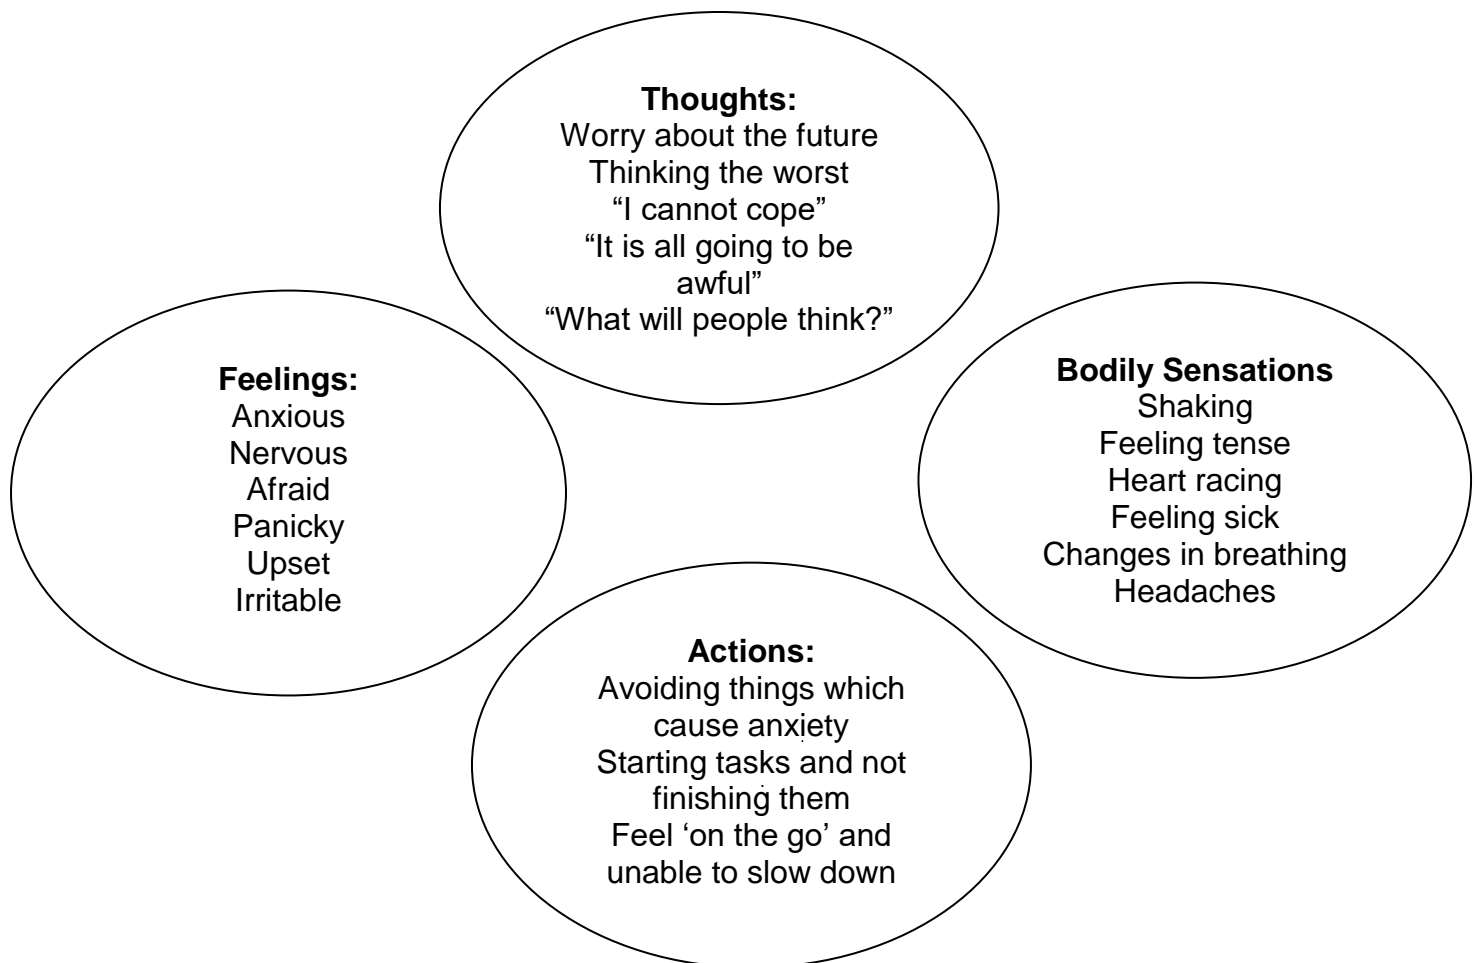 Thoughts:
Worry about the future
Thinking the worst
“I cannot cope”
“It is all going to be
awful”
“What will people think?”
Feelings:
Anxious
Nervous
Afraid
Panicky
Upset
Irritable
Bodily Sensations
Shaking
Feeling tense
Heart racing
Feeling sick
Changes in breathing
Headaches
Actions:
Avoiding things which
cause anxiety
Starting tasks and not
finishing them
Feel ‘on the go’ and
unable to slow down